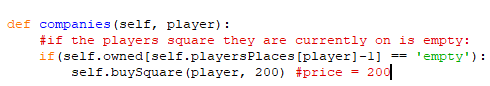 def companies(self, player):
    #if the players square they are currently on is empty:
    if(self.owned[self.playersPlaces[player]-1] == 'empty'):
        self.buySquare(player, 200) #price = 200